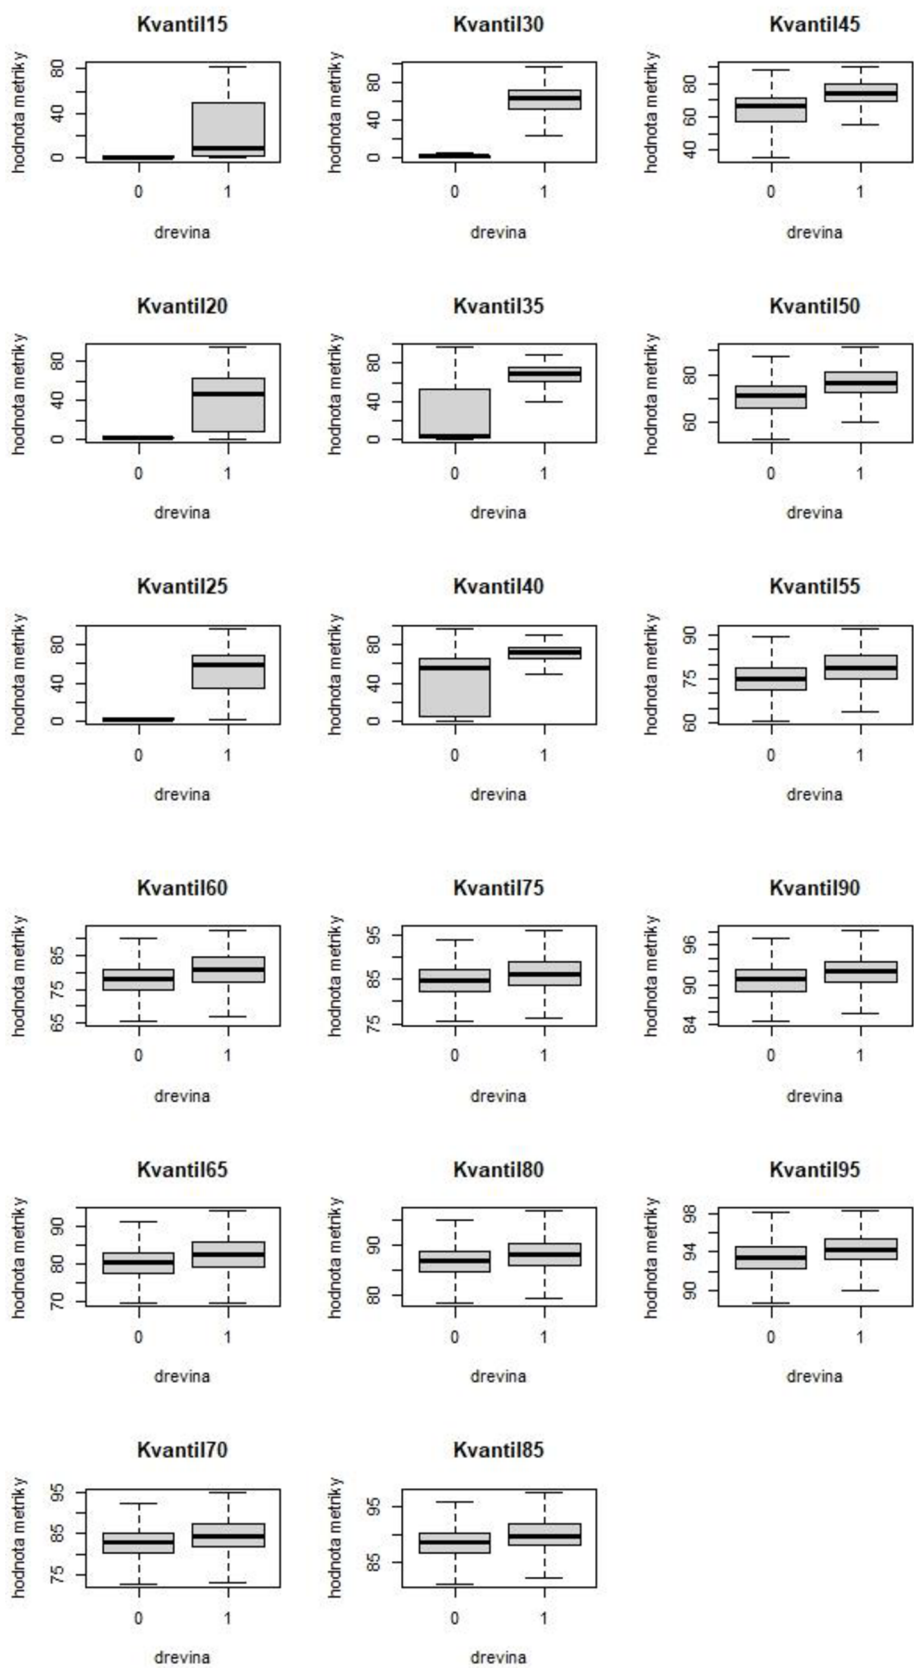 Kvantil15 Kvantil30 Kvantil45
hodnota metriky 0 40 80 hodnota metriky 0 40 80 hodnota metriky 40 60 80
0 1 0 1 0 1
drevina drevina drevina
Kvantil20 Kvantil35 Kvantil50
hodnota metriky 0 40 80 hodnota metriky 0 40 80 hodnota metriky 60 80
0 1 0 1 0 1
drevina drevina drevina
Kvantil25 Kvantil40 Kvantil55
hodnota metriky 0 40 80 hodnota metriky 0 40 80 hodnota metriky 60 75 90
0 1 0 1 0 1
drevina drevina drevina
Kvantil60 Kvantil75 Kvantil90
hodnota metriky 65 75 85 hodnota metriky 75 85 95 hodnota metriky 84 90 96
0 1 0 1 0 1
drevina drevina drevina
Kvantil65 Kvantil80 Kvantil95
hodnota metriky 70 80 90 hodnota metriky 80 90 hodnota metriky 90 94 98
0 1 0 1 0 1
drevina drevina drevina
Kvantil70 Kvantil85
hodnota metriky 75 85 95 hodnota metriky 85 95
0 1 0 1
drevina drevina